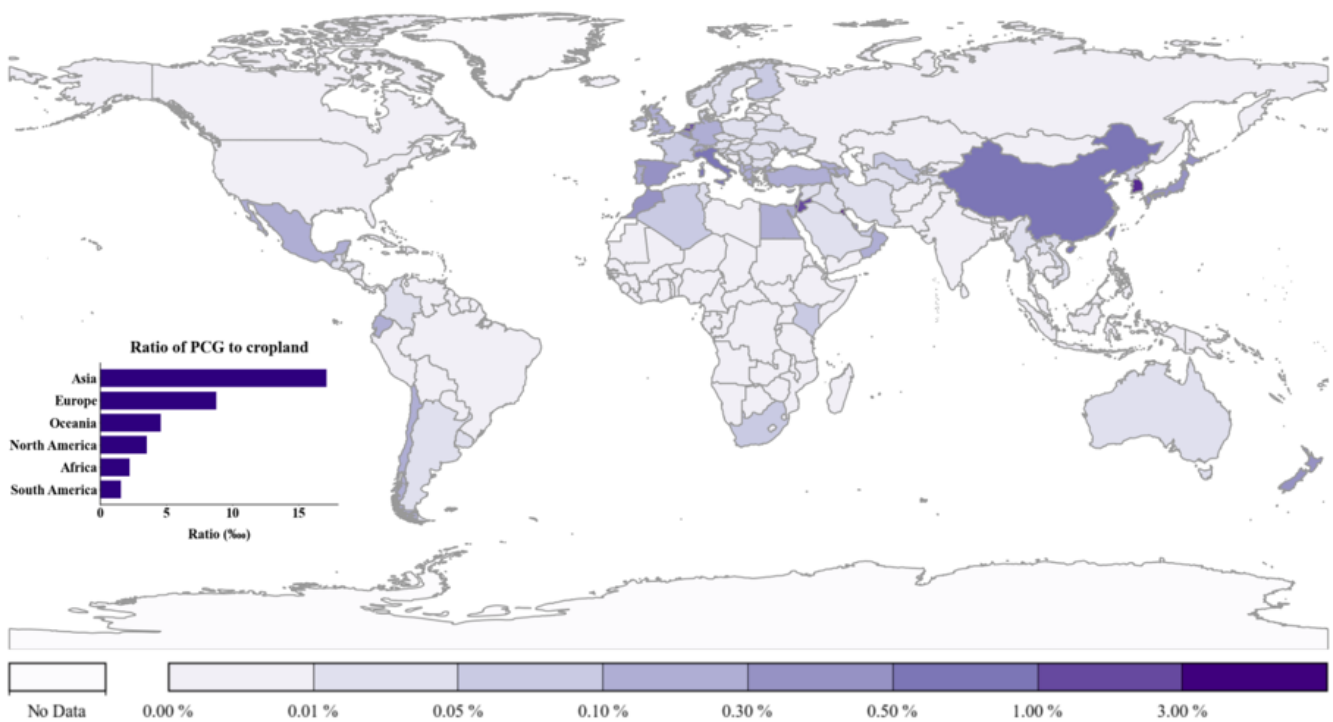 Ratio of PCG to cropland
Asia
Europe
Oceania
North America
Africa
South America
0 5 10 15
Ratio (‱)
No Data 0.00 % 0.01 % 0.05 % 0.10 % 0.30 % 0.50 % 1.00 % 3.00 %